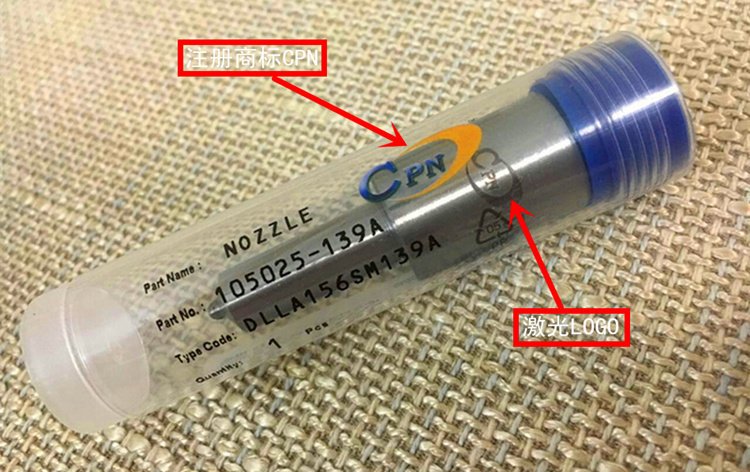 注册商标CPN
CPN
CPN
Part Name: NOZZLE
Part No.: 105025-139A
Type Code: DLLA156SM139A
Quantity: 1 Pcs
激光LOGO